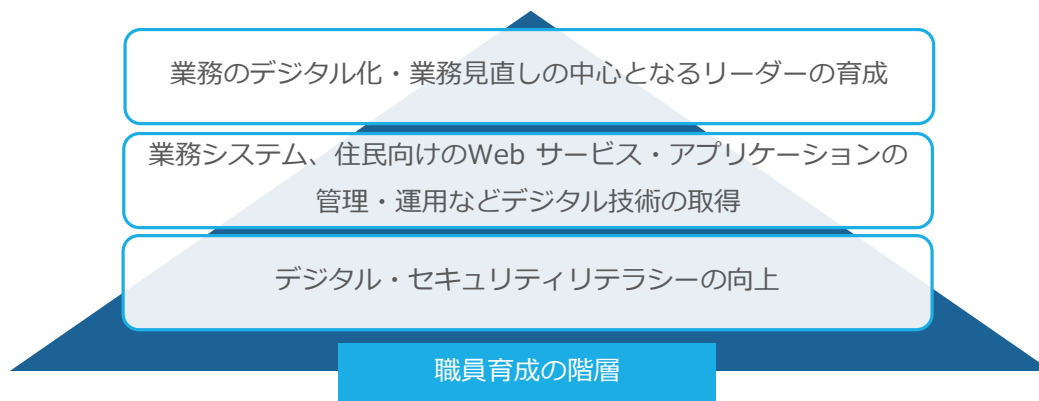 業務のデジタル化・業務見直しの中心となるリーダーの育成
業務システム、住民向けのWeb サービス・アプリケーションの
管理・運用などデジタル技術の取得
デジタル・セキュリティリテラシーの向上
職員育成の階層